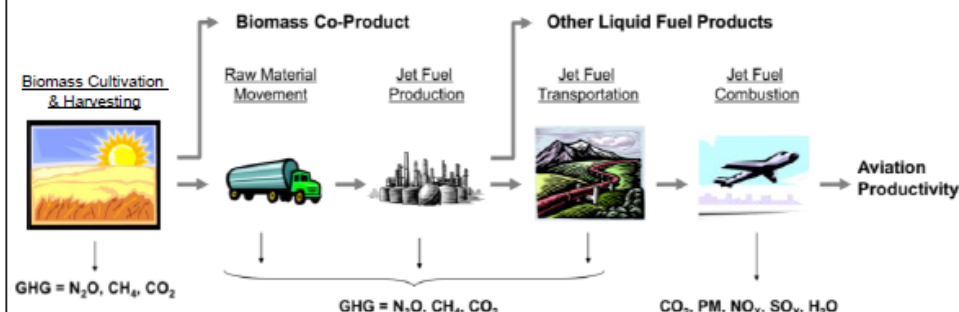 Biomass Co-Product
Other Liquid Fuel Products
Biomass Cultivation
& Harvesting
Raw Material
Movement
Jet Fuel
Production
Jet Fuel
Transportation
Jet Fuel
Combustion
Aviation
Productivity
GHG = N₂O, CH₄, CO₂
GHG = N₂O, CH₄, CO₂
CO₂, PM, NOₓ, SOₓ, H₂O